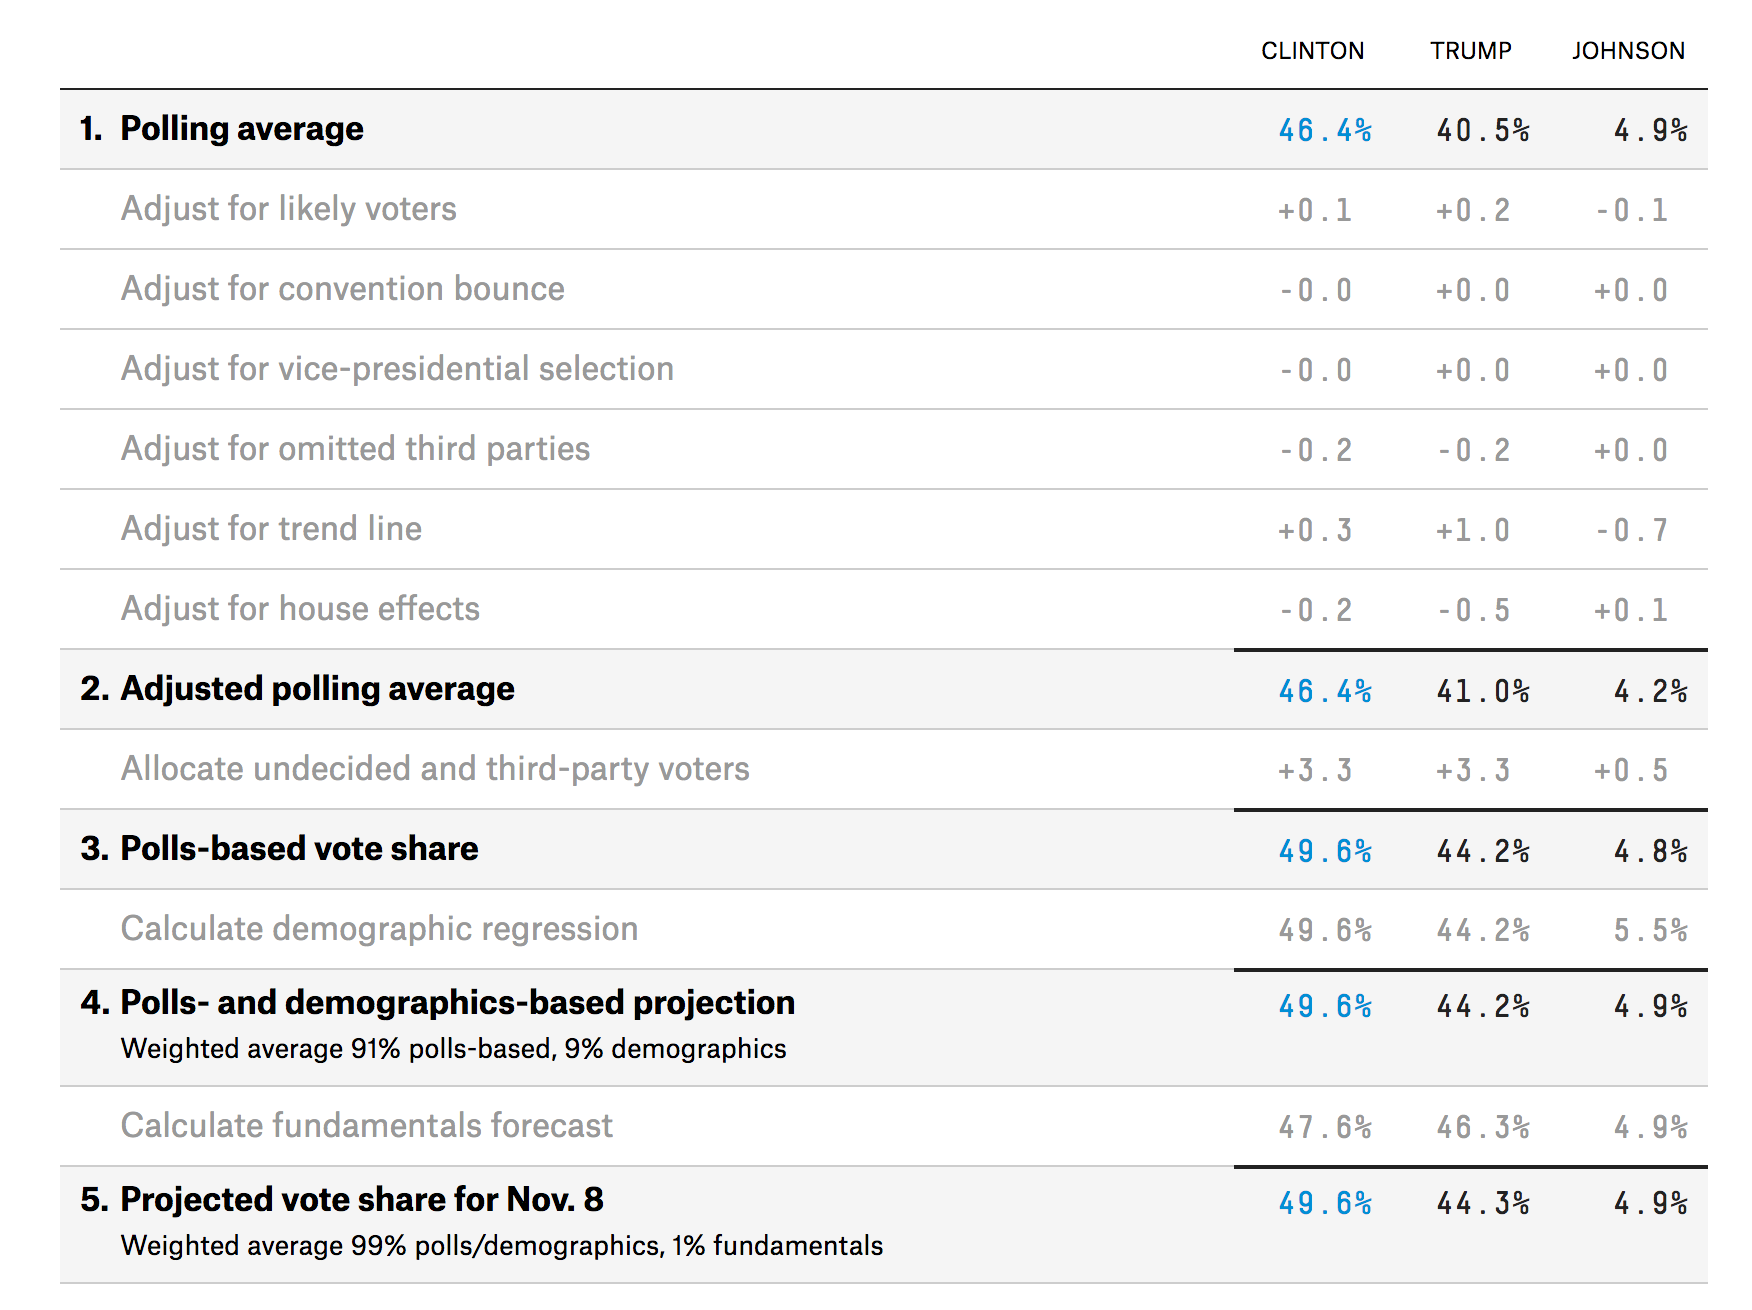 CLINTON TRUMP JOHNSON
1. Polling average 46.4% 40.5% 4.9%
Adjust for likely voters +0.1 +0.2 -0.1
Adjust for convention bounce -0.0 +0.0 +0.0
Adjust for vice-presidential selection -0.0 +0.0 +0.0
Adjust for omitted third parties -0.2 -0.2 +0.0
Adjust for trend line +0.3 +1.0 -0.7
Adjust for house effects -0.2 -0.5 +0.1
2. Adjusted polling average 46.4% 41.0% 4.2%
Allocate undecided and third-party voters +3.3 +3.3 +0.5
3. Polls-based vote share 49.6% 44.2% 4.8%
Calculate demographic regression 49.6% 44.2% 5.5%
4. Polls- and demographics-based projection 49.6% 44.2% 4.9%
Weighted average 91% polls-based, 9% demographics
Calculate fundamentals forecast 47.6% 46.3% 4.9%
5. Projected vote share for Nov. 8 49.6% 44.3% 4.9%
Weighted average 99% polls/demographics, 1% fundamentals